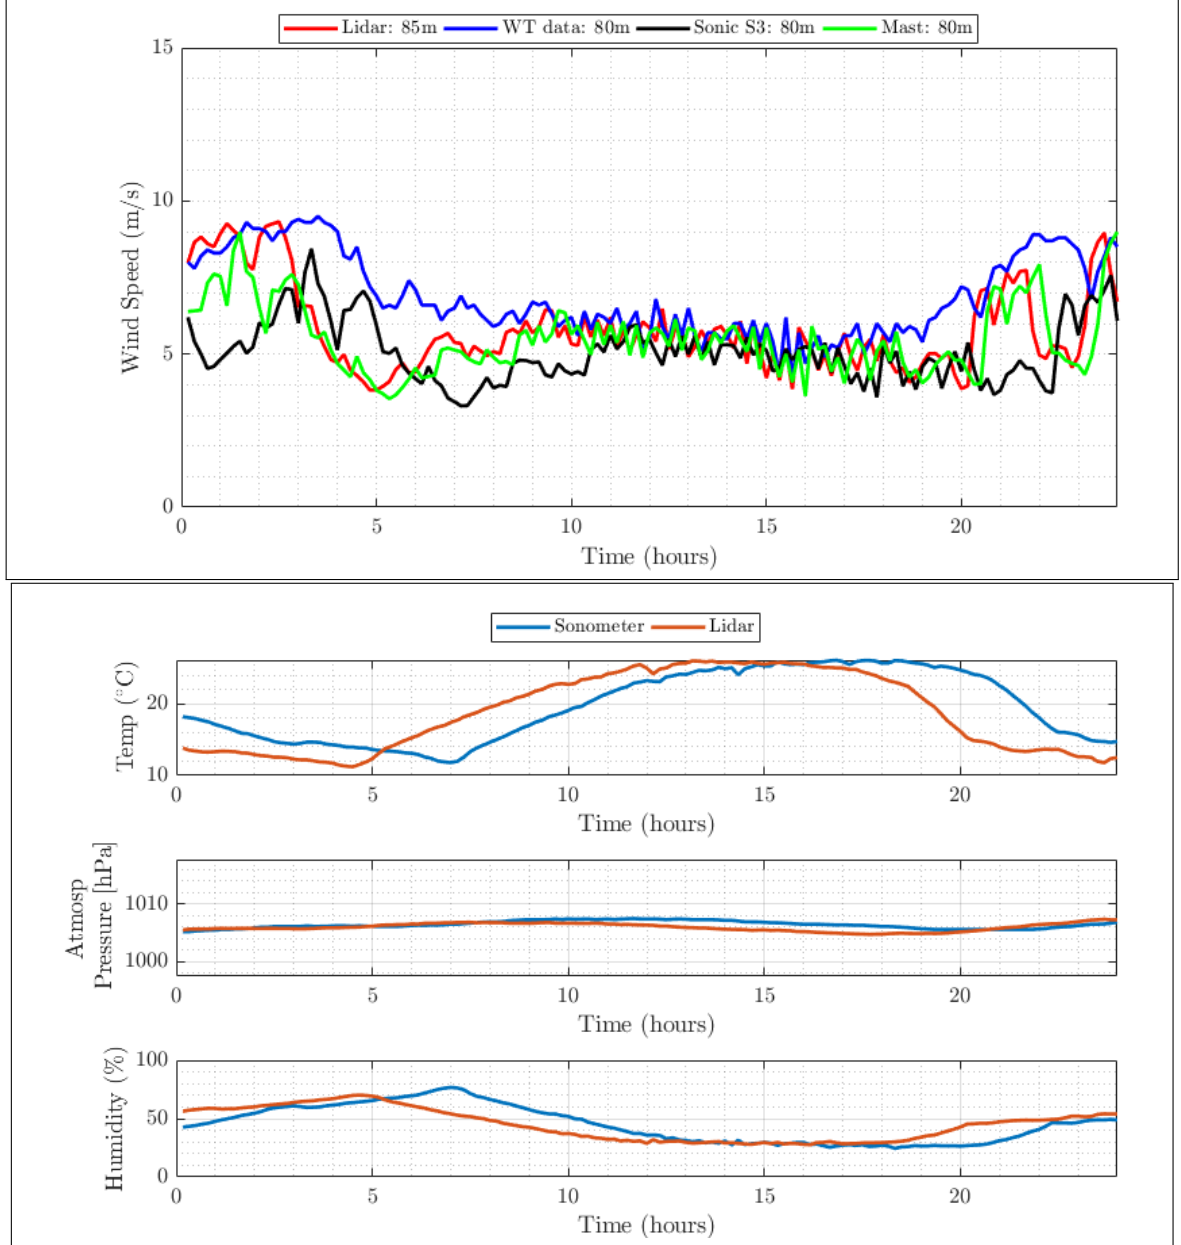 Lidar: 85m WT data: 80m Sonic S3: 80m Mast: 80m
15
10
5
0
Wind Speed (m/s)
0 5 10 15 20
Time (hours)
Sonometer Lidar
20
10
Temp (°C)
0 5 10 15 20
Time (hours)
1010
1000
Atmosp
Pressure [hPa]
0 5 10 15 20
Time (hours)
100
50
0
Humidity (%)
0 5 10 15 20
Time (hours)